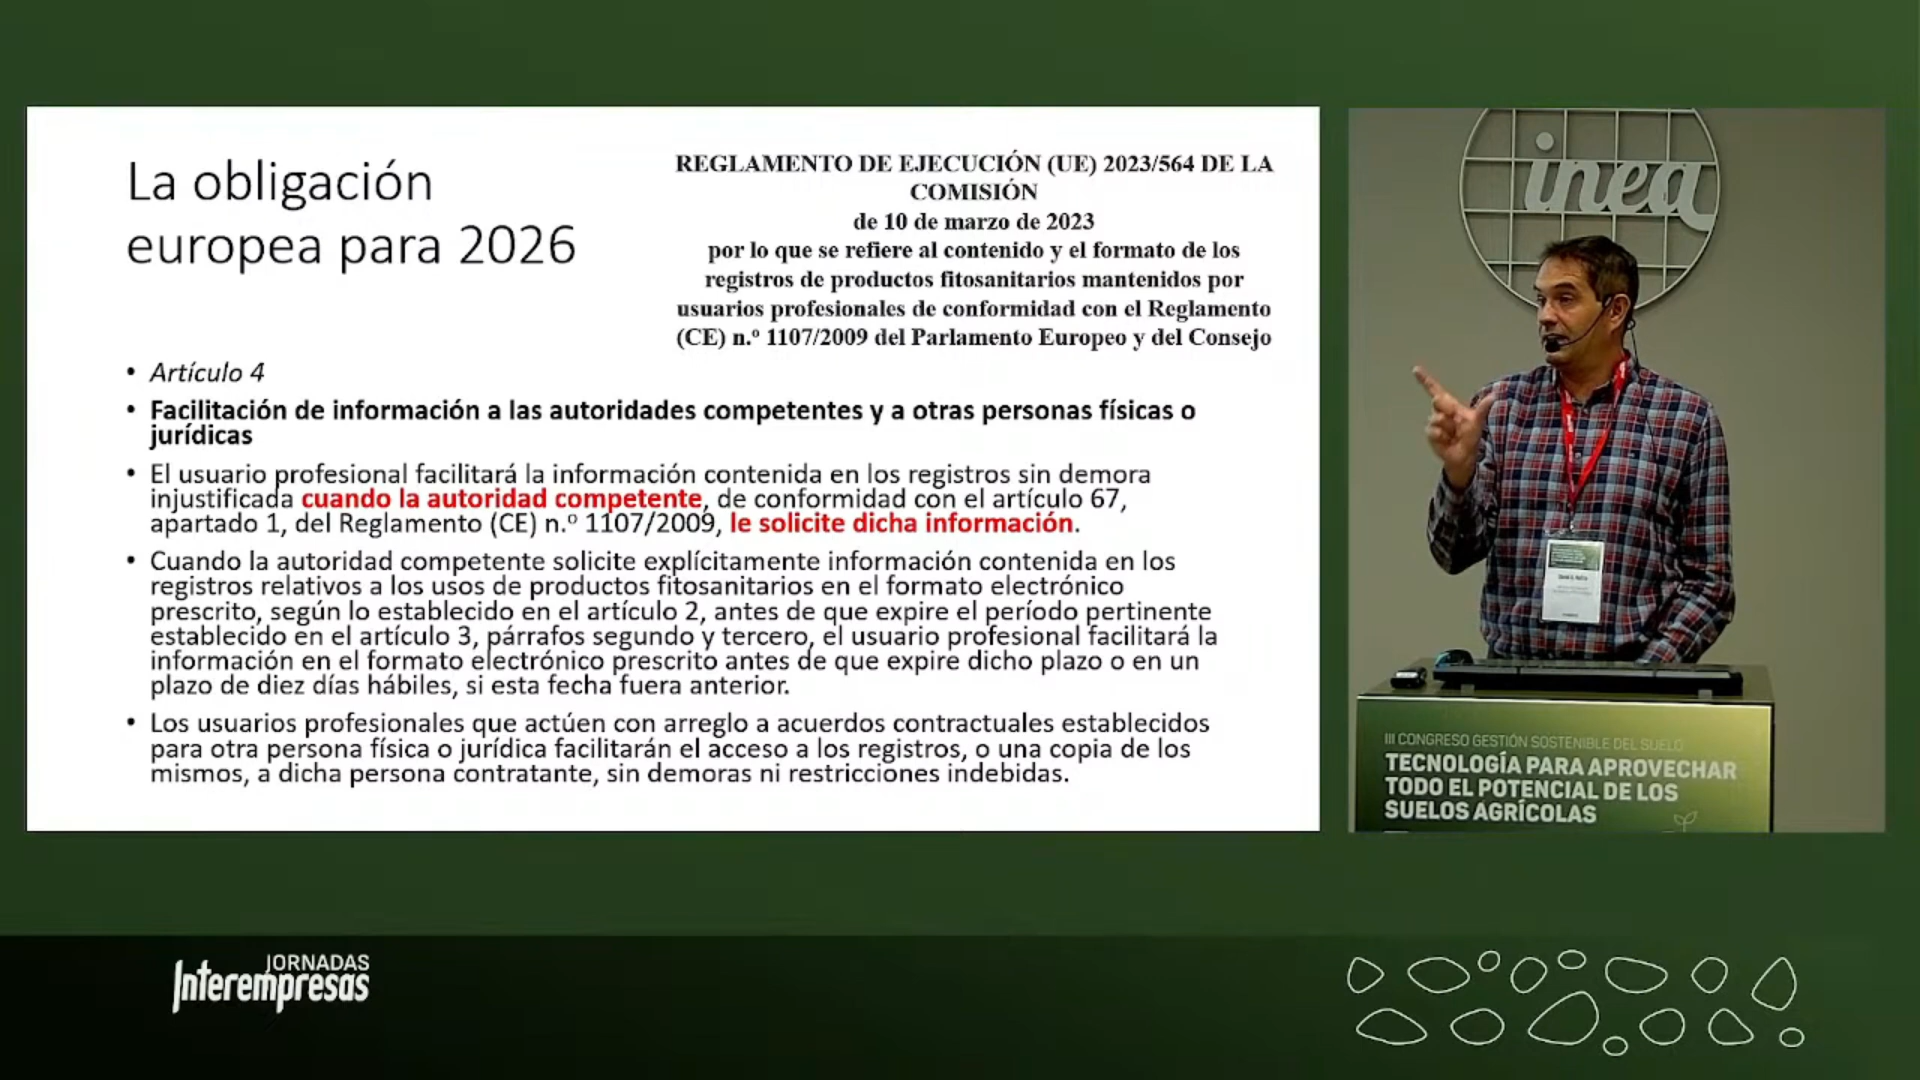 La obligación
europea para 2026
REGLAMENTO DE EJECUCIÓN (UE) 2023/564 DE LA
COMISIÓN
de 10 de marzo de 2023
por lo que se refiere al contenido y el formato de los
registros de productos fitosanitarios mantenidos por
usuarios profesionales de conformidad con el Reglamento
(CE) n.º 1107/2009 del Parlamento Europeo y del Consejo
• Artículo 4
• Facilitación de información a las autoridades competentes y a otras personas físicas o
jurídicas
• El usuario profesional facilitará la información contenida en los registros sin demora
injustificada cuando la autoridad competente, de conformidad con el artículo 67,
apartado 1, del Reglamento (CE) n.º 1107/2009, le solicite dicha información.
• Cuando la autoridad competente solicite explícitamente información contenida en los
registros relativos a los usos de productos fitosanitarios en el formato electrónico
prescrito, según lo establecido en el artículo 2, antes de que expire el período pertinente
establecido en el artículo 3, párrafos segundo y tercero, el usuario profesional facilitará la
información en el formato electrónico prescrito antes de que expire dicho plazo o en un
plazo de diez días hábiles, si esta fecha fuera anterior.
• Los usuarios profesionales que actúen con arreglo a acuerdos contractuales establecidos
para otra persona física o jurídica facilitarán el acceso a los registros, o una copia de los
mismos, a dicha persona contratante, sin demoras ni restricciones indebidas.
inea
III CONGRESO GESTIÓN SOSTENIBLE DEL SUELO
TECNOLOGÍA PARA APROVECHAR
TODO EL POTENCIAL DE LOS
SUELOS AGRÍCOLAS
JORNADAS
Interempresas